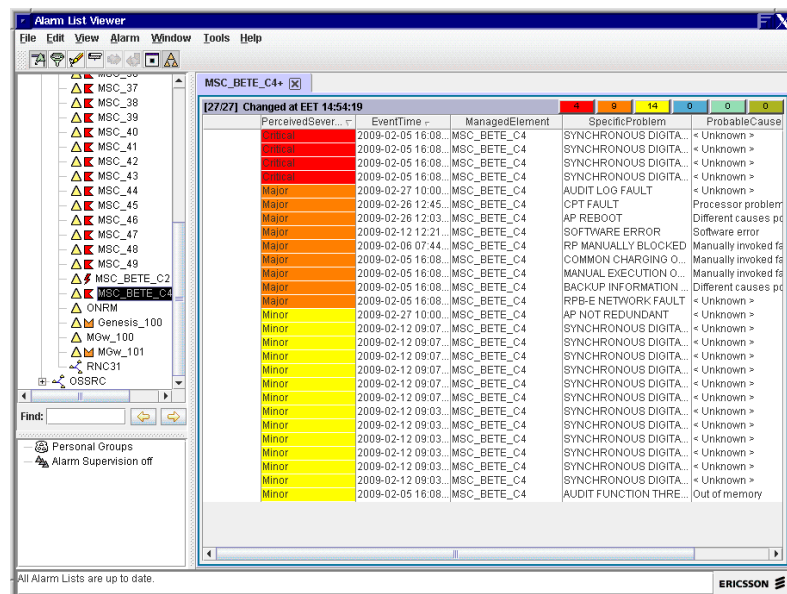 Alarm List Viewer
File Edit View Alarm Window Tools Help
MSC_37
MSC_38
MSC_39
MSC_40
MSC_41
MSC_42
MSC_43
MSC_44
MSC_45
MSC_46
MSC_47
MSC_48
MSC_49
MSC_BETE_C2
MSC_BETE_C4
ONRM
Genesis_100
MGw_100
MGw_101
RNC31
OSSRC
Find:
Personal Groups
Alarm Supervision off
MSC_BETE_C4+
[27/27] Changed at EET 14:54:19 4 9 14 0 0 0
PerceivedSever... EventTime ManagedElement SpecificProblem ProbableCause
Critical 2009-02-05 16:08... MSC_BETE_C4 SYNCHRONOUS DIGITA... < Unknown >
Critical 2009-02-05 16:08... MSC_BETE_C4 SYNCHRONOUS DIGITA... < Unknown >
Critical 2009-02-05 16:08... MSC_BETE_C4 SYNCHRONOUS DIGITA... < Unknown >
Critical 2009-02-05 16:08... MSC_BETE_C4 SYNCHRONOUS DIGITA... < Unknown >
Major 2009-02-27 10:00... MSC_BETE_C4 AUDIT LOG FAULT < Unknown >
Major 2009-02-26 12:45... MSC_BETE_C4 CPT FAULT Processor problem
Major 2009-02-26 12:03... MSC_BETE_C4 AP REBOOT Different causes po
Major 2009-02-12 12:21... MSC_BETE_C4 SOFTWARE ERROR Software error
Major 2009-02-06 07:44... MSC_BETE_C4 RP MANUALLY BLOCKED Manually invoked fa
Major 2009-02-05 16:08... MSC_BETE_C4 COMMON CHARGING O... Manually invoked fa
Major 2009-02-05 16:08... MSC_BETE_C4 MANUAL EXECUTION O... Manually invoked fa
Major 2009-02-05 16:08... MSC_BETE_C4 BACKUP INFORMATION ... Different causes po
Major 2009-02-05 16:08... MSC_BETE_C4 RPB-E NETWORK FAULT < Unknown >
Minor 2009-02-27 10:00... MSC_BETE_C4 AP NOT REDUNDANT < Unknown >
Minor 2009-02-12 09:07... MSC_BETE_C4 SYNCHRONOUS DIGITA... < Unknown >
Minor 2009-02-12 09:07... MSC_BETE_C4 SYNCHRONOUS DIGITA... < Unknown >
Minor 2009-02-12 09:07... MSC_BETE_C4 SYNCHRONOUS DIGITA... < Unknown >
Minor 2009-02-12 09:07... MSC_BETE_C4 SYNCHRONOUS DIGITA... < Unknown >
Minor 2009-02-12 09:07... MSC_BETE_C4 SYNCHRONOUS DIGITA... < Unknown >
Minor 2009-02-12 09:07... MSC_BETE_C4 SYNCHRONOUS DIGITA... < Unknown >
Minor 2009-02-12 09:03... MSC_BETE_C4 SYNCHRONOUS DIGITA... < Unknown >
Minor 2009-02-12 09:03... MSC_BETE_C4 SYNCHRONOUS DIGITA... < Unknown >
Minor 2009-02-12 09:03... MSC_BETE_C4 SYNCHRONOUS DIGITA... < Unknown >
Minor 2009-02-12 09:03... MSC_BETE_C4 SYNCHRONOUS DIGITA... < Unknown >
Minor 2009-02-12 09:03... MSC_BETE_C4 SYNCHRONOUS DIGITA... < Unknown >
Minor 2009-02-12 09:03... MSC_BETE_C4 SYNCHRONOUS DIGITA... < Unknown >
Minor 2009-02-05 16:08... MSC_BETE_C4 AUDIT FUNCTION THRE... Out of memory
All Alarm Lists are up to date.
ERICSSON